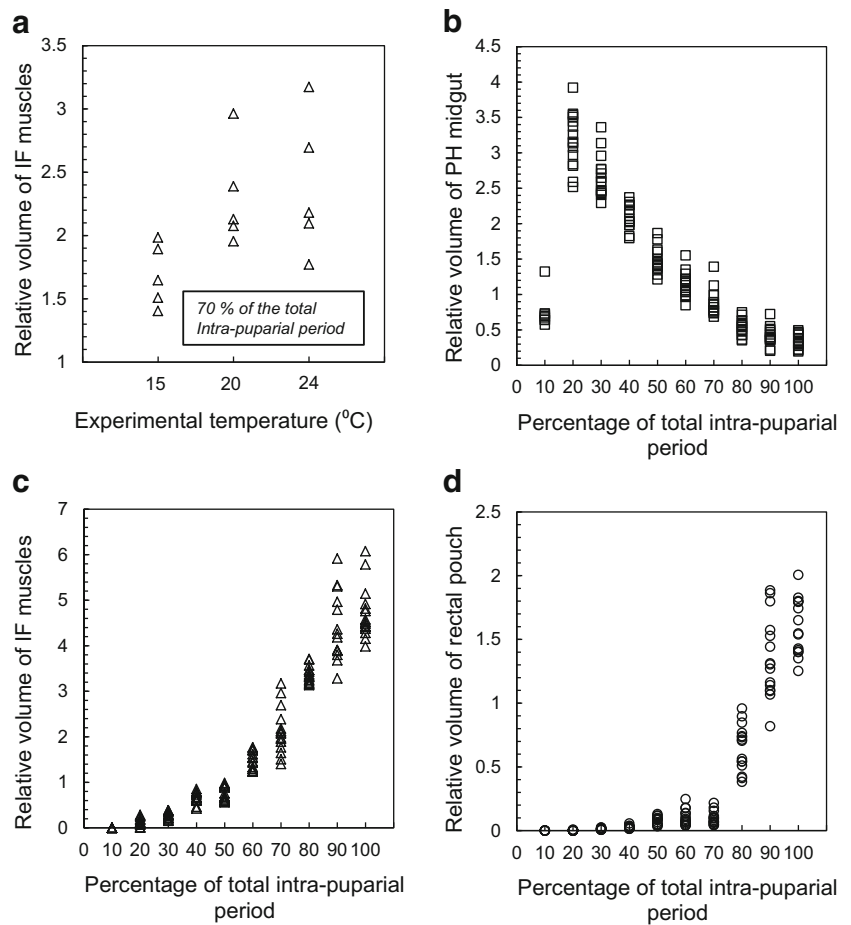 a
Relative volume of IF muscles
3.5
3
2.5
2
1.5
1
70 % of the total
Intra-puparial period
15 20 24
Experimental temperature (°C)
b
Relative volume of PH midgut
4.5
4
3.5
3
2.5
2
1.5
1
0.5
0
0 10 20 30 40 50 60 70 80 90 100
Percentage of total intra-puparial
period
c
Relative volume of IF muscles
7
6
5
4
3
2
1
0
0 10 20 30 40 50 60 70 80 90 100
Percentage of total intra-puparial
period
d
Relative volume of rectal pouch
2.5
2
1.5
1
0.5
0
0 10 20 30 40 50 60 70 80 90 100
Percentage of total intra-puparial
period